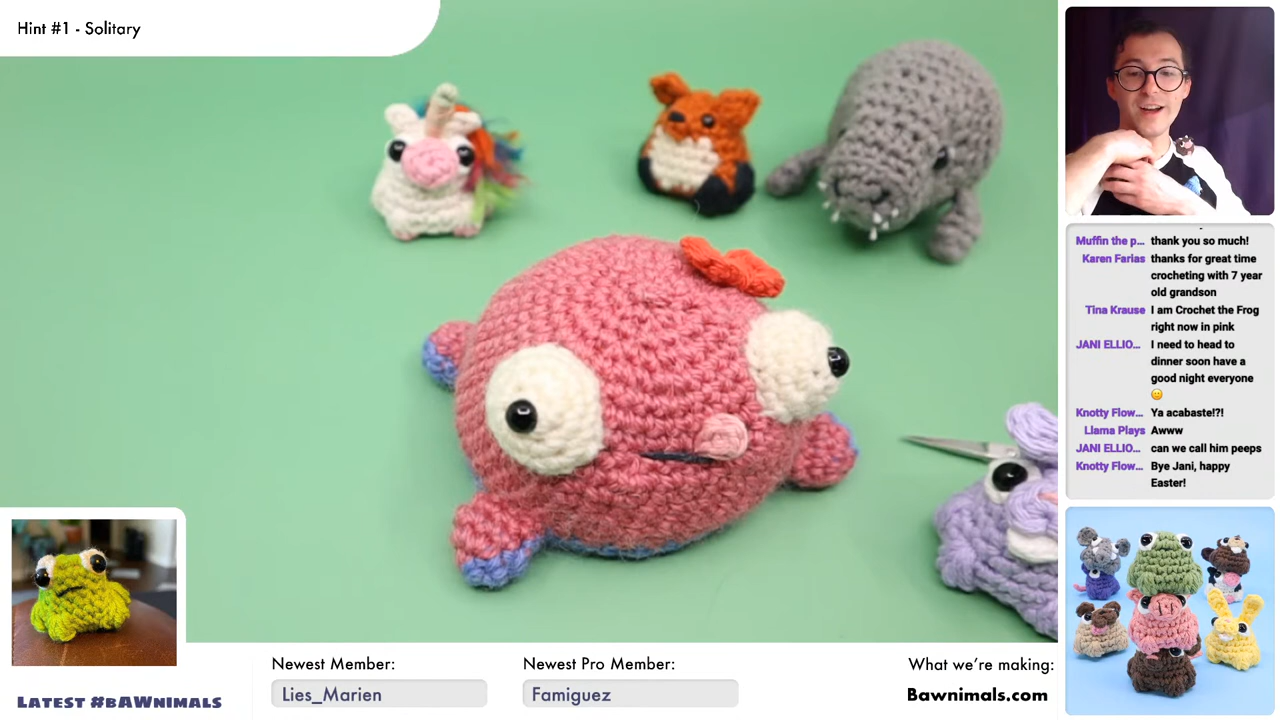 Hint #1 - Solitary
Muffin the p... thank you so much!
Karen Farias thanks for great time
crocheting with 7 year
old grandson
Tina Krause I am Crochet the Frog
right now in pink
JANI ELLIO... I need to head to
dinner soon have a
good night everyone
🙂
Knotty Flow... Ya acabaste!?!
Llama Plays Awww
JANI ELLIO... can we call him peeps
Knotty Flow... Bye Jani, happy
Easter!
Latest #bAWnimals
Newest Member:
Lies_Marien
Newest Pro Member:
Famiguez
What we're making:
Bawnimals.com